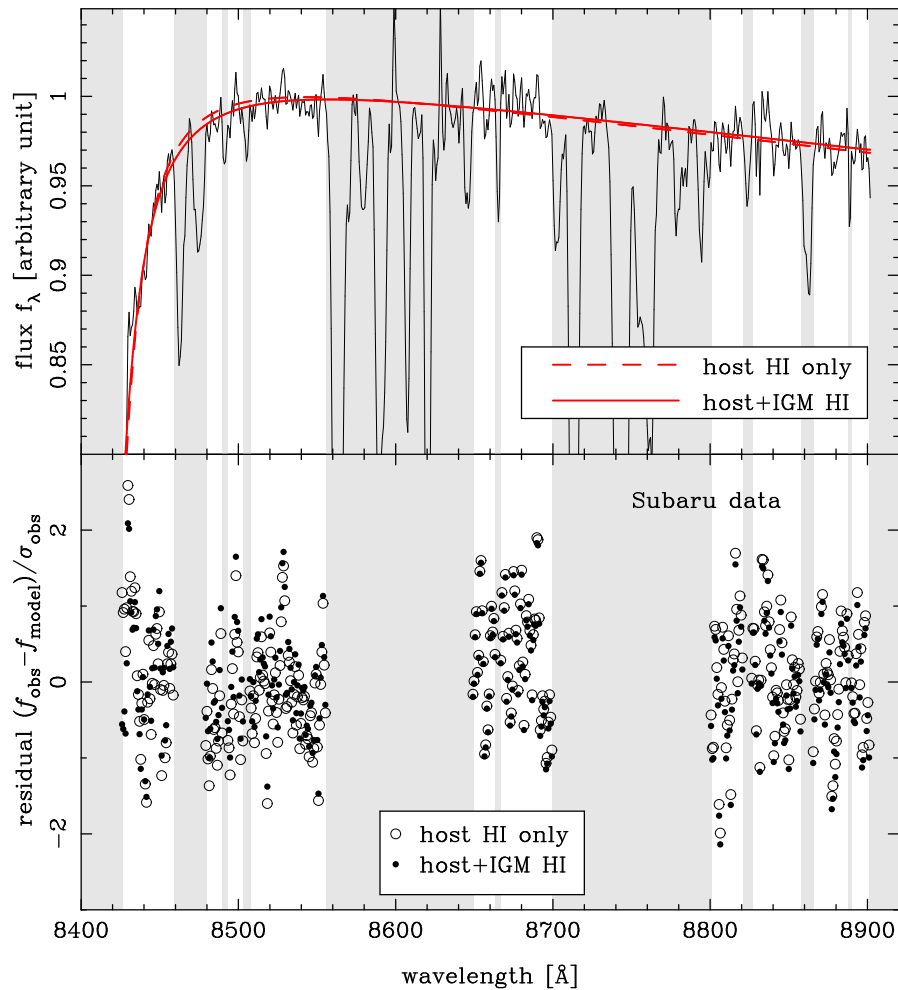 flux f_λ [arbitrary unit]
1
0.95
0.9
0.85
host HI only
host+IGM HI
Subaru data
residual (f_obs−f_model)/σ_obs
2
0
−2
host HI only
host+IGM HI
8400 8500 8600 8700 8800 8900
wavelength [Å]